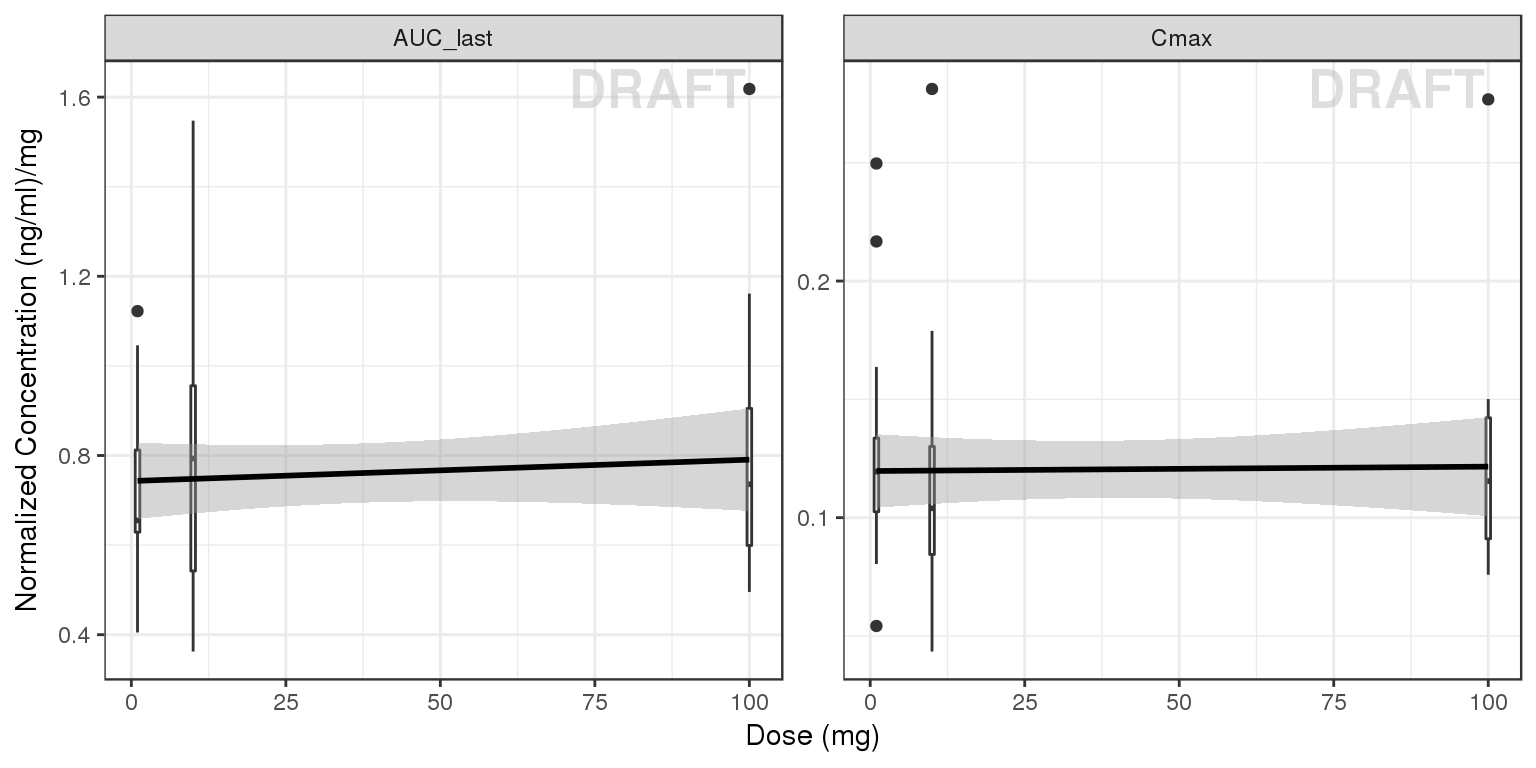 AUC_last
Cmax
DRAFT
DRAFT
Normalized Concentration (ng/ml)/mg
1.6
1.2
0.8
0.4
0.2
0.1
0 25 50 75 100
0 25 50 75 100
Dose (mg)